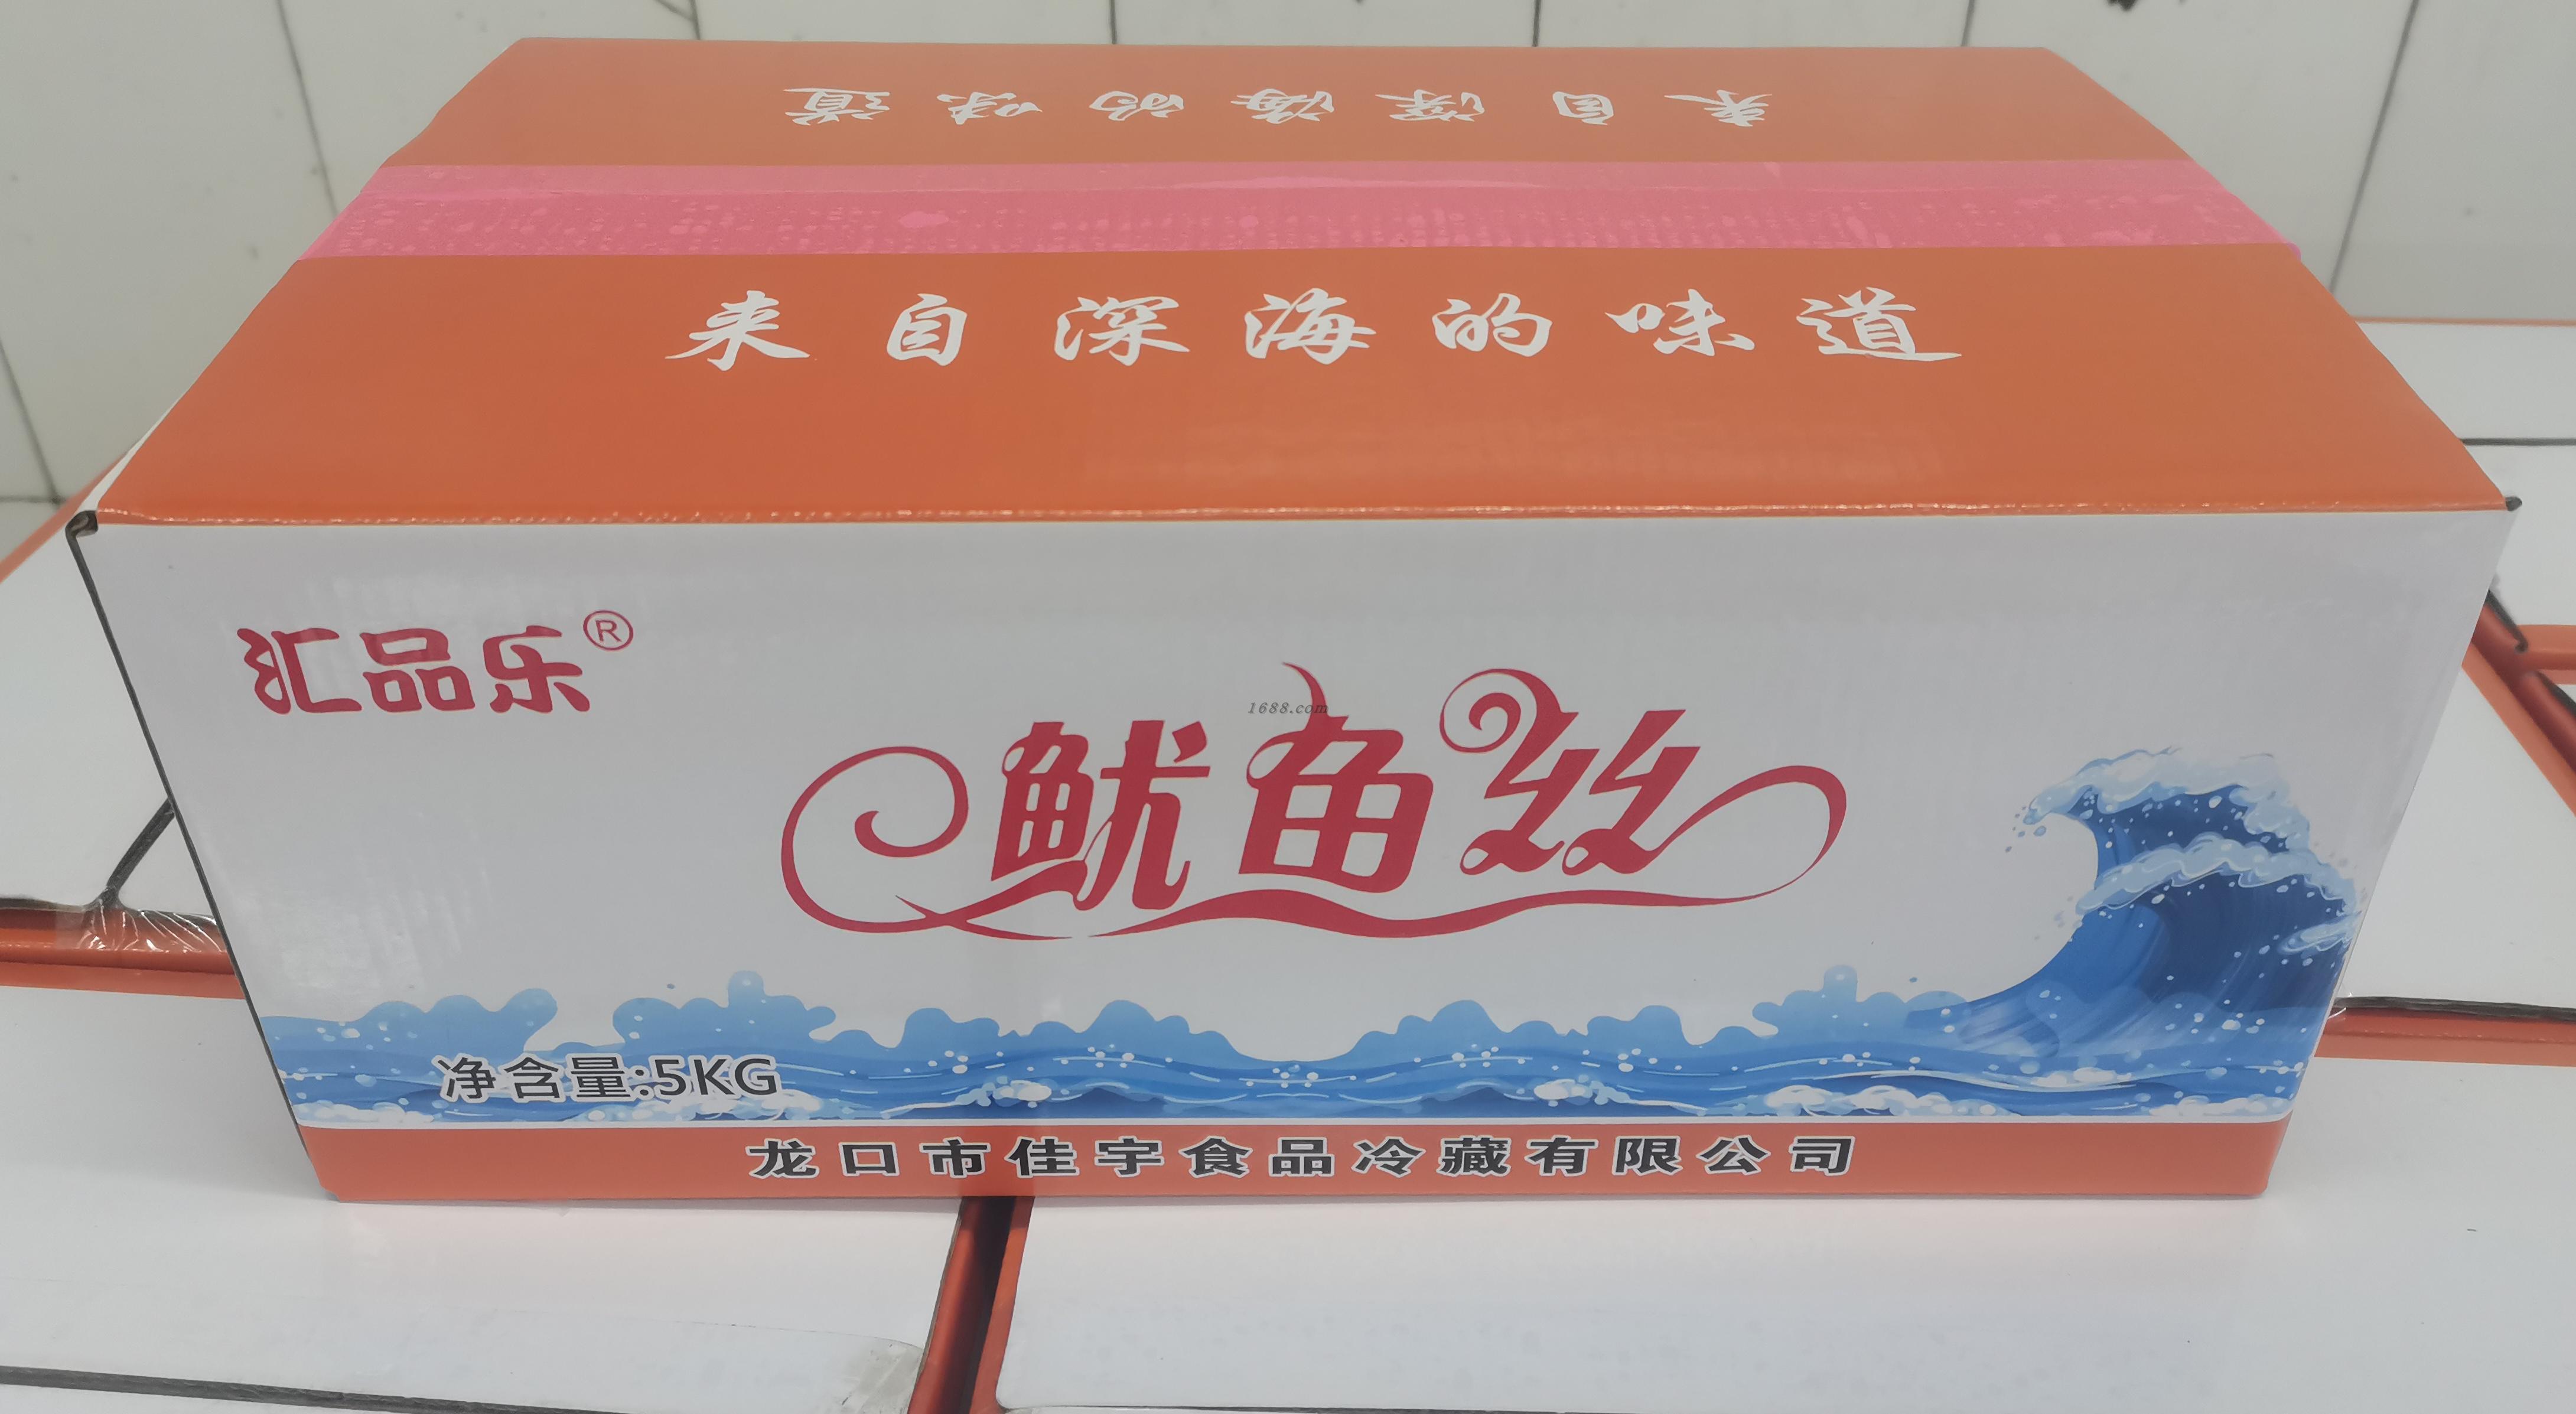 来自深海的味道
来自深海的味道
汇品乐®
1688.com
鱿鱼丝
净含量:5KG
龙口市佳宇食品冷藏有限公司